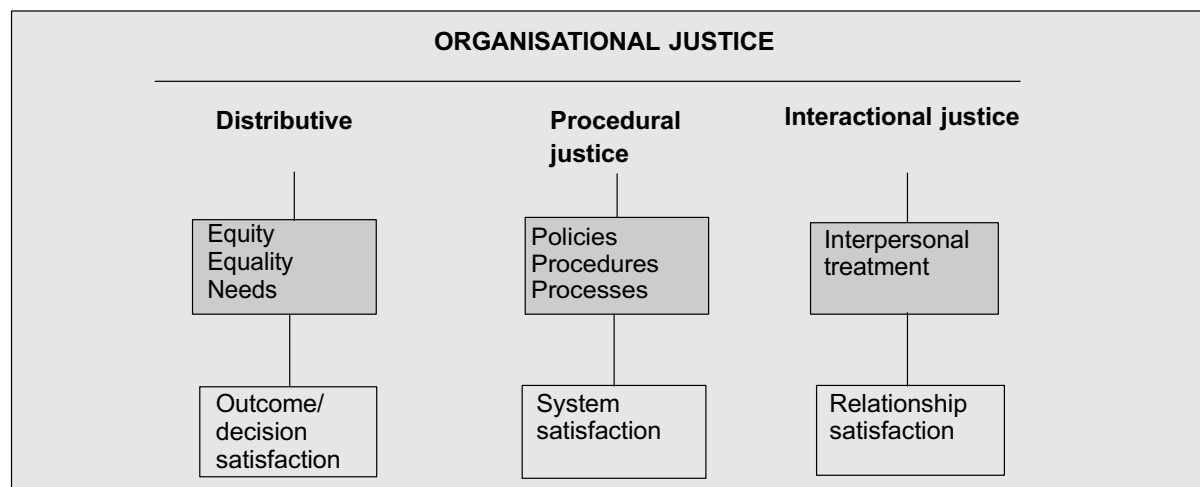 ORGANISATIONAL JUSTICE
Distributive
Procedural
justice
Interactional justice
Equity
Equality
Needs
Policies
Procedures
Processes
Interpersonal
treatment
Outcome/
decision
satisfaction
System
satisfaction
Relationship
satisfaction